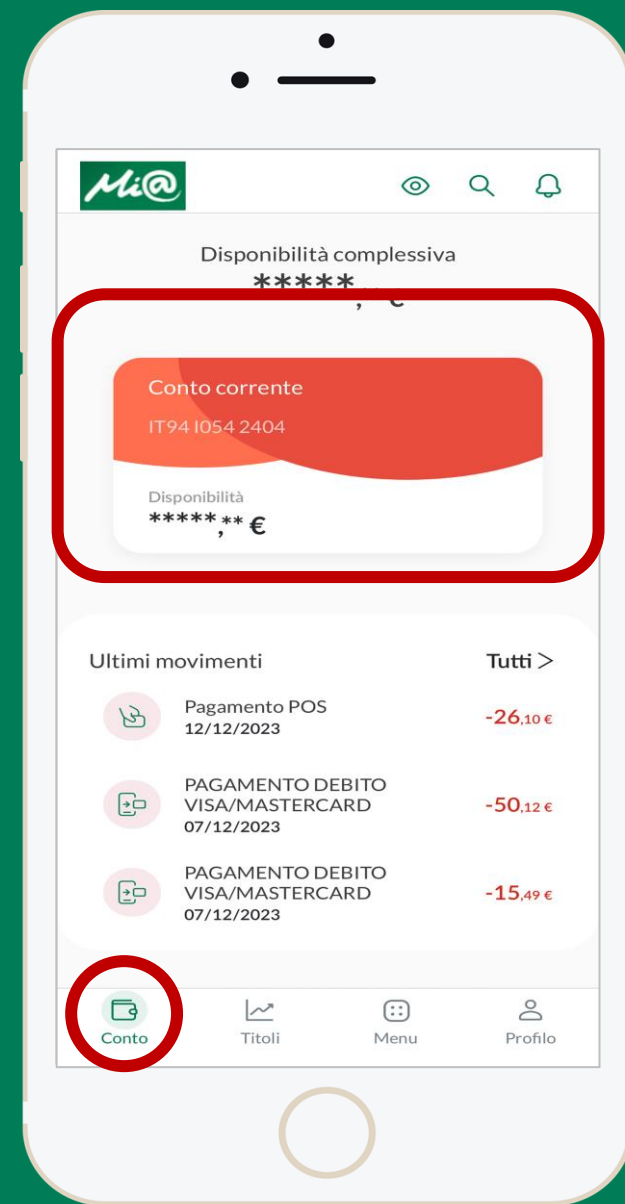 Mi@
Disponibilità complessiva
*****,** €
Conto corrente
IT94 I054 2404
Disponibilità
*****,** €
Ultimi movimenti
Tutti >
Pagamento POS
12/12/2023
-26,10 €
PAGAMENTO DEBITO
VISA/MASTERCARD
07/12/2023
-50,12 €
PAGAMENTO DEBITO
VISA/MASTERCARD
07/12/2023
-15,49 €
Conto
Titoli
Menu
Profilo